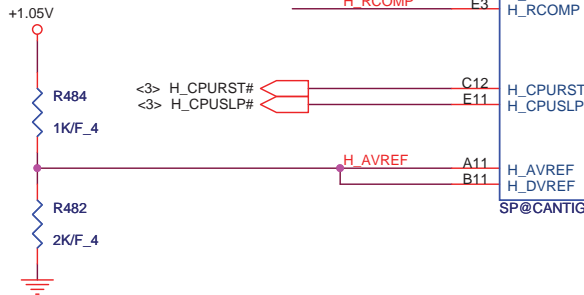 +1.05V
H_RCOMP
E3
H_RCOMP
R484
1K/F_4
<3> H_CPURST#
C12
H_CPURST
<3> H_CPUSLP#
E11
H_CPUSLP
H_AVREF
A11
H_AVREF
B11
H_DVREF
SP@CANTIG
R482
2K/F_4